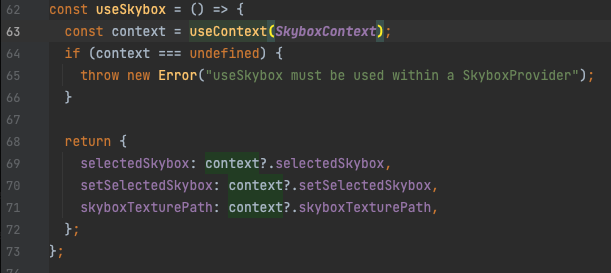 62 const useSkybox = () => {
63 const context = useContext(SkyboxContext);
64 if (context === undefined) {
65 throw new Error("useSkybox must be used within a SkyboxProvider");
66 }
67
68 return {
69 selectedSkybox: context?.selectedSkybox,
70 setSelectedSkybox: context?.setSelectedSkybox,
71 skyboxTexturePath: context?.skyboxTexturePath,
72 };
73 };